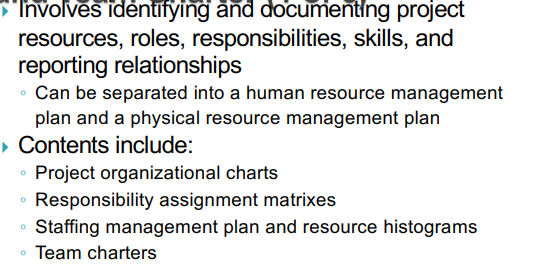 Involves identifying and documenting project
resources, roles, responsibilities, skills, and
reporting relationships
Can be separated into a human resource management
plan and a physical resource management plan
Contents include:
Project organizational charts
Responsibility assignment matrixes
Staffing management plan and resource histograms
Team charters